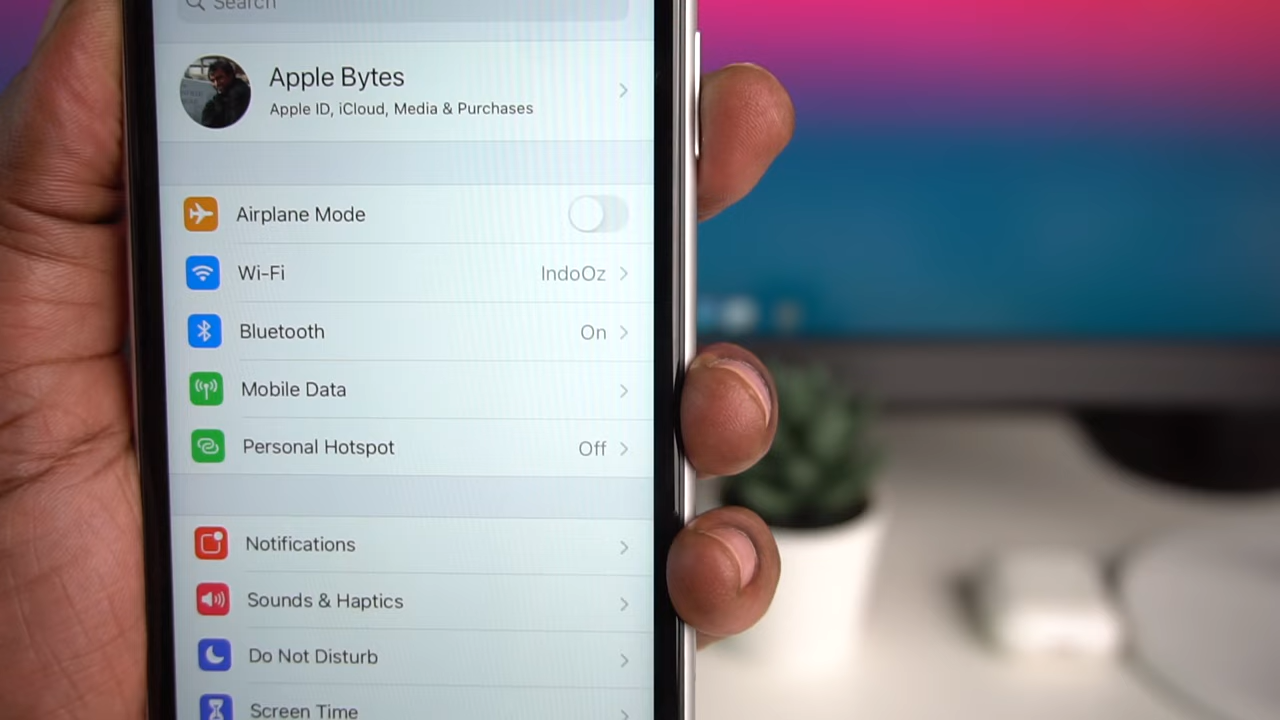 Search
Apple Bytes
Apple ID, iCloud, Media & Purchases
Airplane Mode
Wi-Fi IndoOz
Bluetooth On
Mobile Data
Personal Hotspot Off
Notifications
Sounds & Haptics
Do Not Disturb
Screen Time